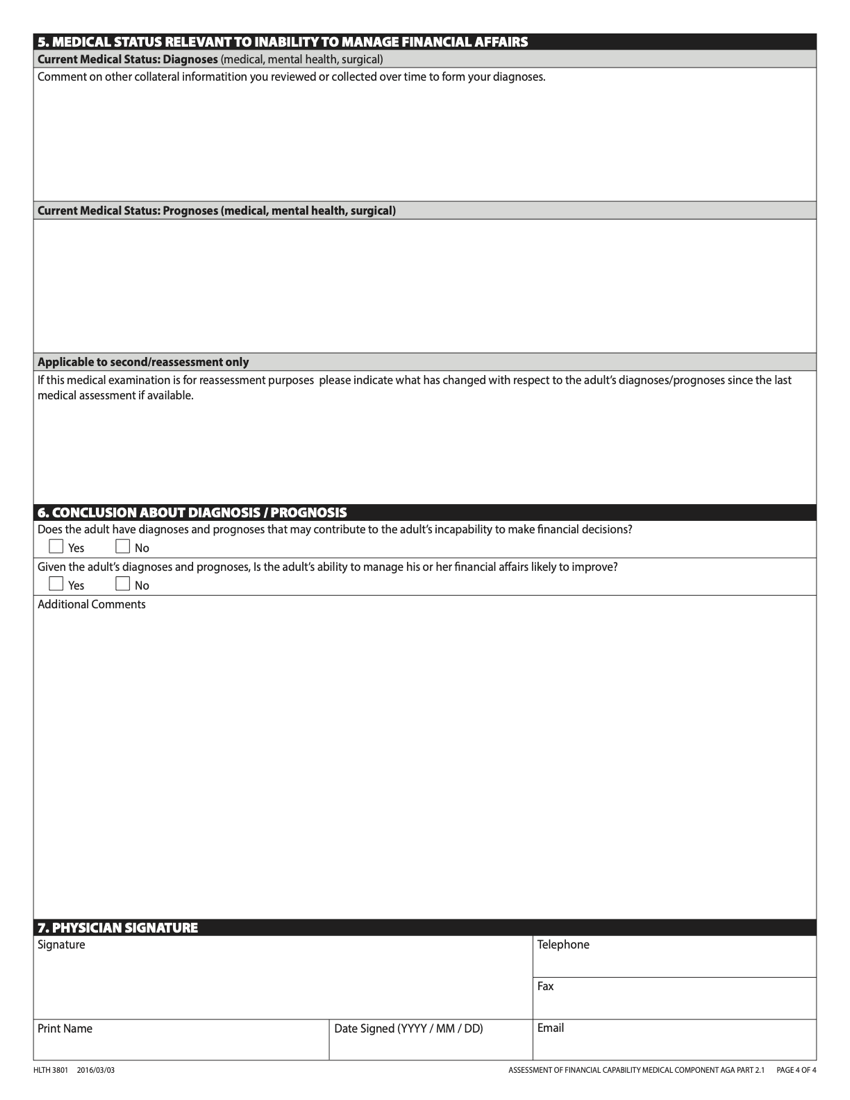 5. MEDICAL STATUS RELEVANT TO INABILITY TO MANAGE FINANCIAL AFFAIRS
Current Medical Status: Diagnoses (medical, mental health, surgical)
Comment on other collateral informatition you reviewed or collected over time to form your diagnoses.
Current Medical Status: Prognoses (medical, mental health, surgical)
Applicable to second/reassessment only
If this medical examination is for reassessment purposes please indicate what has changed with respect to the adult's diagnoses/prognoses since the last
medical assessment if available.
6. CONCLUSION ABOUT DIAGNOSIS / PROGNOSIS
Does the adult have diagnoses and prognoses that may contribute to the adult's incapability to make financial decisions?
Yes No
Given the adult's diagnoses and prognoses, Is the adult's ability to manage his or her financial affairs likely to improve?
Yes No
Additional Comments
7. PHYSICIAN SIGNATURE
Signature
Telephone
Fax
Print Name
Date Signed (YYYY / MM / DD)
Email
HLTH 3801 2016/03/03
ASSESSMENT OF FINANCIAL CAPABILITY MEDICAL COMPONENT AGA PART 2.1 PAGE 4 OF 4